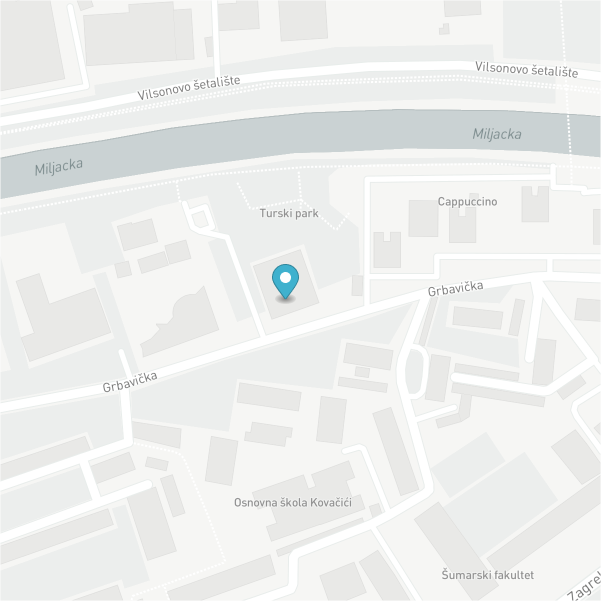 Vilsonovo šetalište
Vilsonovo šetalište
Miljacka
Miljacka
Cappuccino
Turski park
Grbavička
Grbavička
Osnovna škola Kovačići
Šumarski fakultet